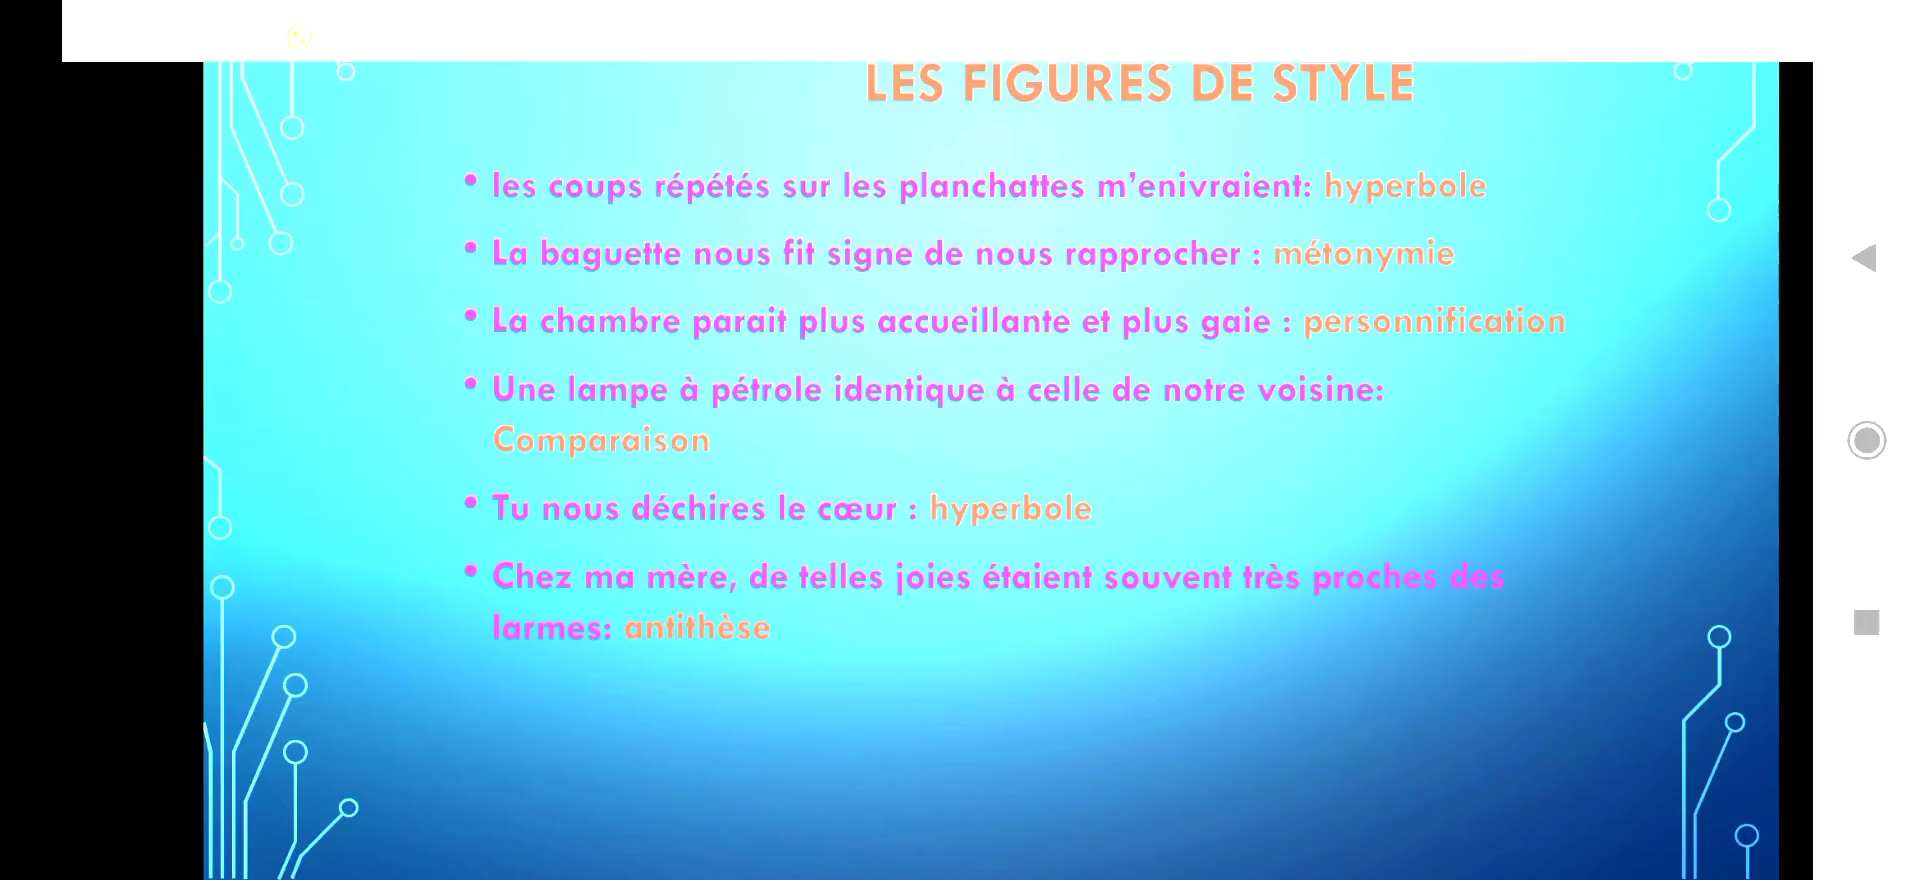 LES FIGURES DE STYLE
• les coups répétés sur les planchattes m’enivraient: hyperbole
• La baguette nous fit signe de nous rapprocher : métonymie
• La chambre parait plus accueillante et plus gaie : personnification
• Une lampe à pétrole identique à celle de notre voisine:
Comparaison
• Tu nous déchires le cœur : hyperbole
• Chez ma mère, de telles joies étaient souvent très proches des
larmes: antithèse